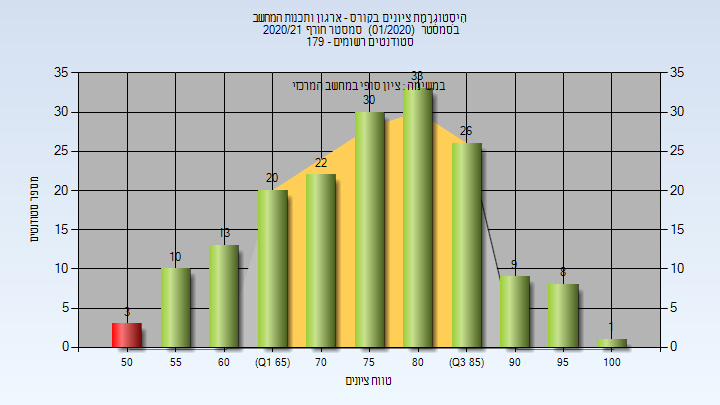 היסטוגרמת ציונים בקורס - ארגון ותכנות המחשב
בסמסטר (01/2020) סמסטר חורף 2020/21
סטודנטים רשומים - 179
במשימה : ציון סופי במחשב המרכזי
35 35
30 30
25 25
20 20
15 15
10 10
5 5
0 0
3 10 13 20 22 30 33 26 9 8 1
מספר סטודנטים
50 55 60 (Q1 65) 70 75 80 (Q3 85) 90 95 100
טווח ציונים